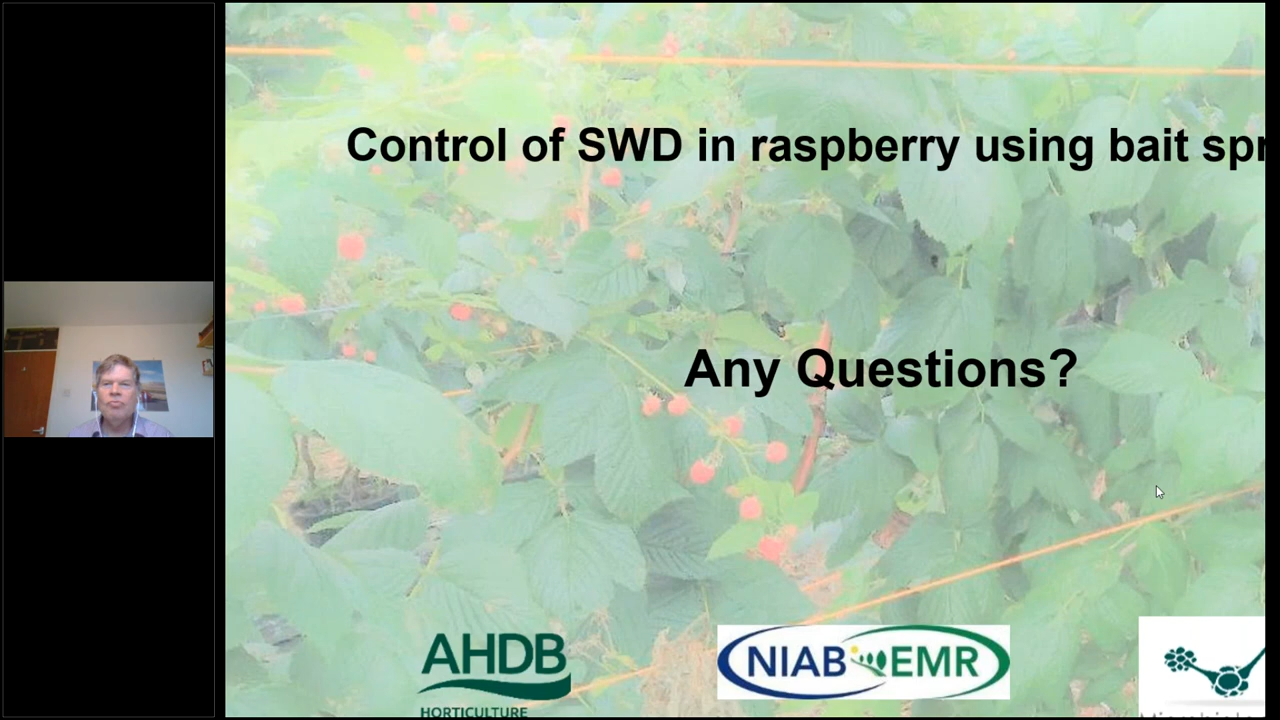 Control of SWD in raspberry using bait spr
Any Questions?
AHDB
HORTICULTURE
NIAB EMR